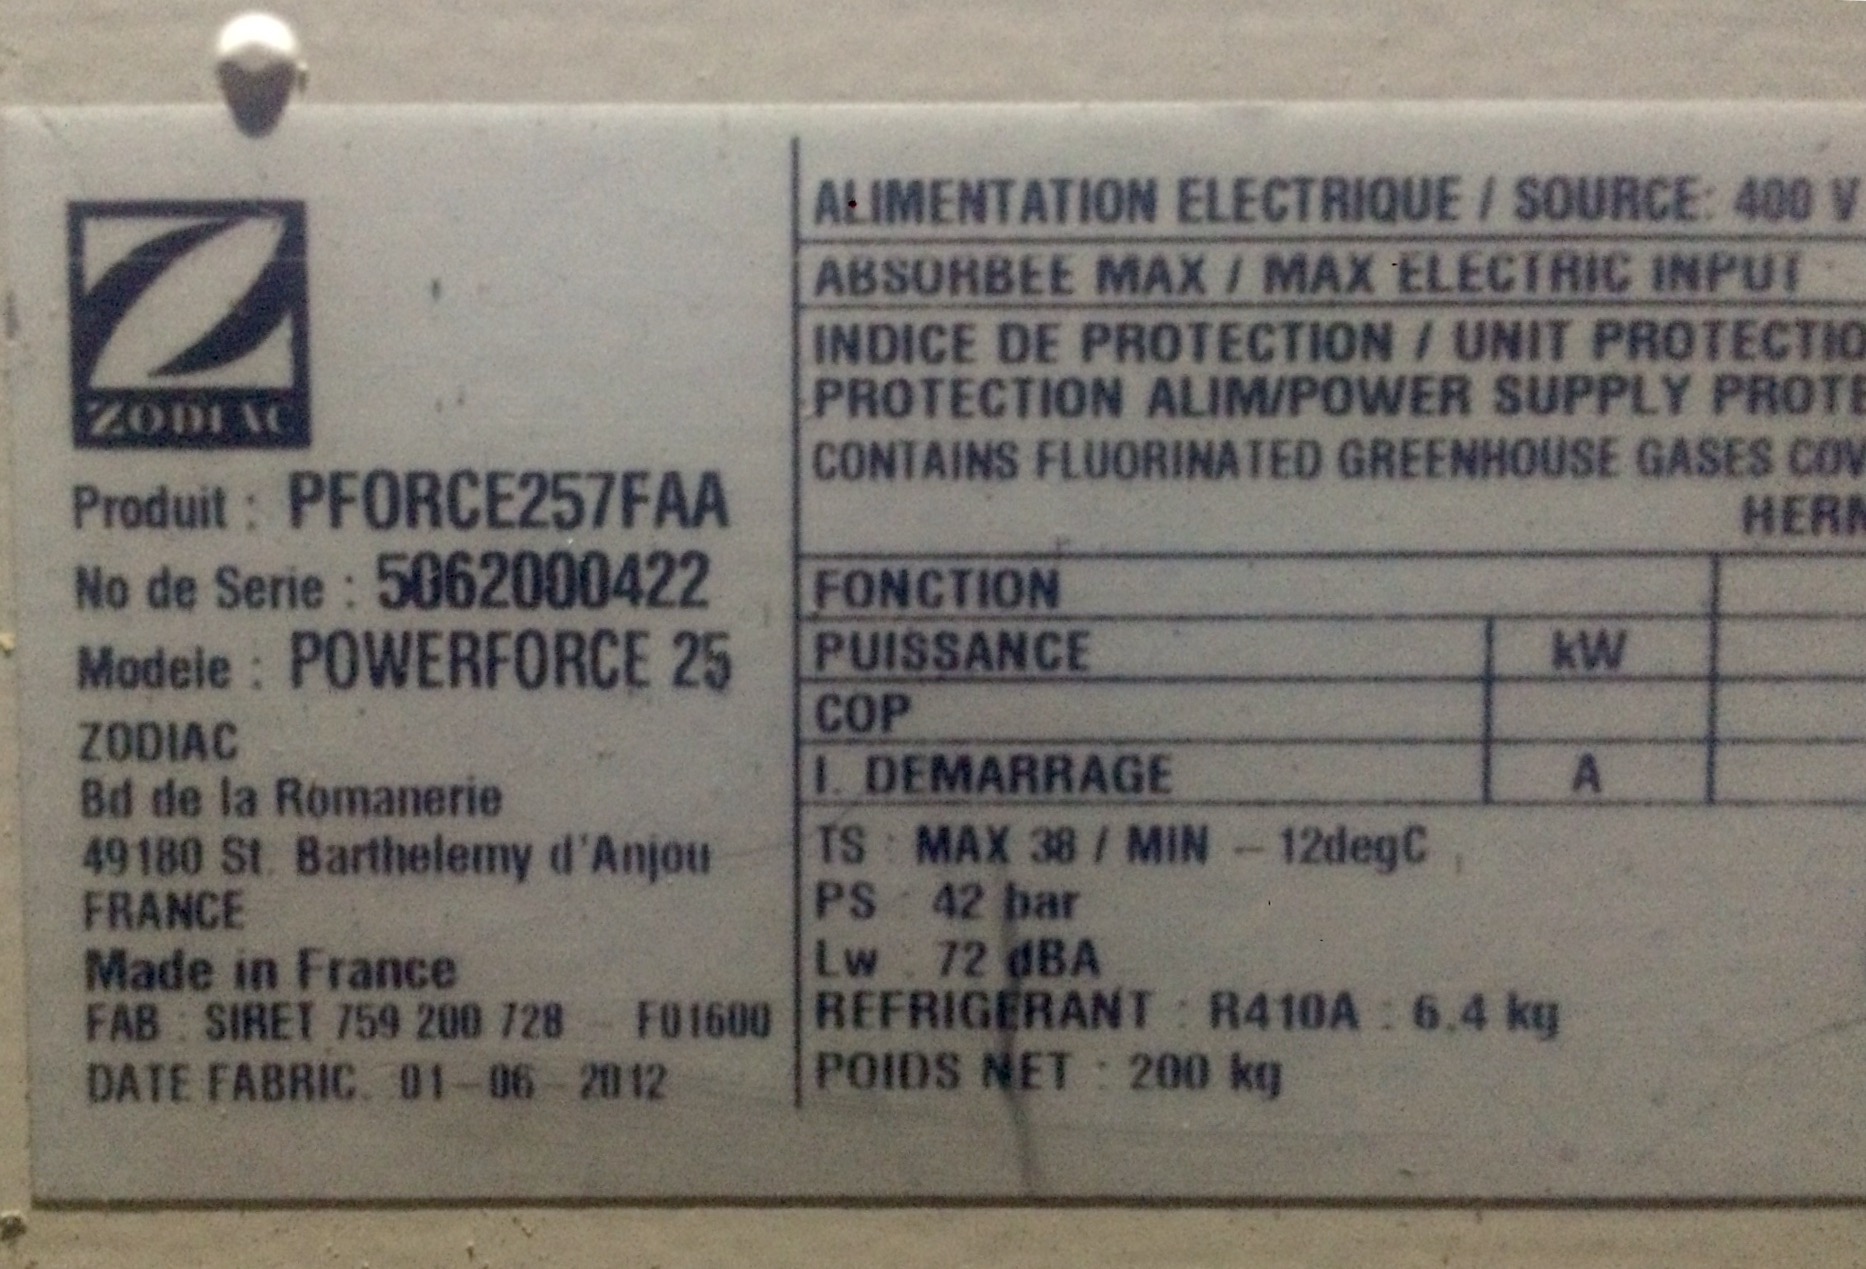 ZODIAC
Produit : PFORCE257FAA
No de Serie : 5062000422
Modele : POWERFORCE 25
ZODIAC
Bd de la Romanerie
49180 St. Barthelemy d'Anjou
FRANCE
Made in France
FAB : SIRET 759 200 728 – F01600
DATE FABRIC. 01–06–2012
ALIMENTATION ELECTRIQUE / SOURCE: 400 V
ABSORBEE MAX / MAX ELECTRIC INPUT
INDICE DE PROTECTION / UNIT PROTECTIO
PROTECTION ALIM/POWER SUPPLY PROTE
CONTAINS FLUORINATED GREENHOUSE GASES COV
HERM
FONCTION
PUISSANCE kW
COP
I. DEMARRAGE A
TS : MAX 38 / MIN – 12degC
PS : 42 bar
Lw : 72 dBA
REFRIGERANT : R410A : 6.4 kg
POIDS NET : 200 kg